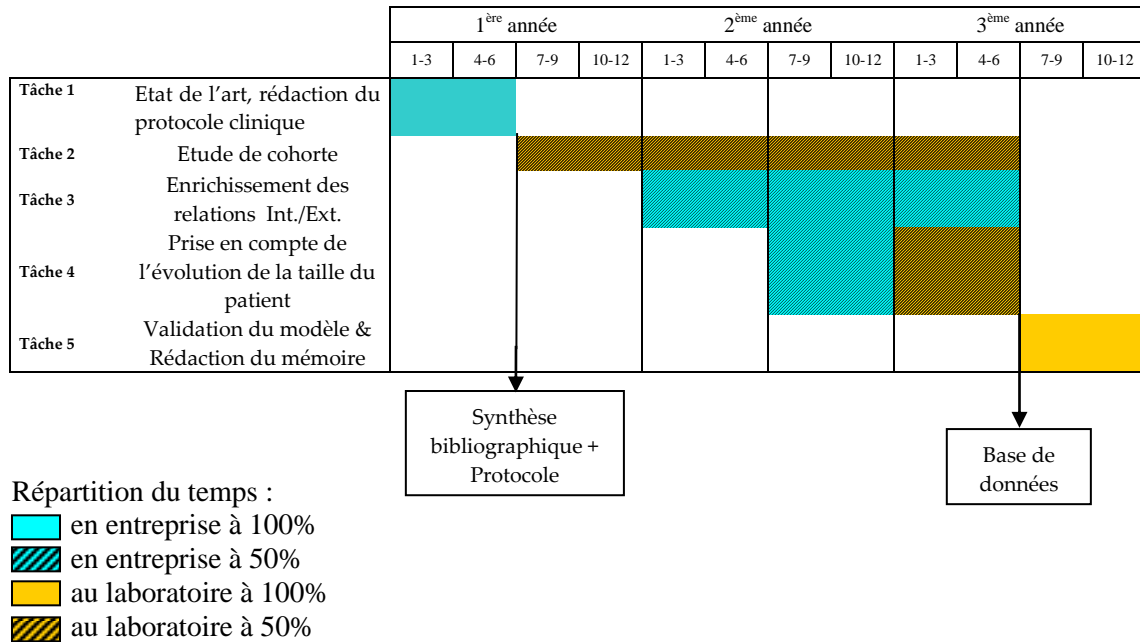 1ère année 2ème année 3ème année
1-3 4-6 7-9 10-12 1-3 4-6 7-9 10-12 1-3 4-6 7-9 10-12
Tâche 1 Etat de l’art, rédaction du
protocole clinique
Tâche 2 Etude de cohorte
Tâche 3 Enrichissement des
relations Int./Ext.
Prise en compte de
Tâche 4 l’évolution de la taille du
patient
Tâche 5 Validation du modèle &
Rédaction du mémoire
Synthèse
bibliographique +
Protocole
Base de
données
Répartition du temps :
en entreprise à 100%
en entreprise à 50%
au laboratoire à 100%
au laboratoire à 50%